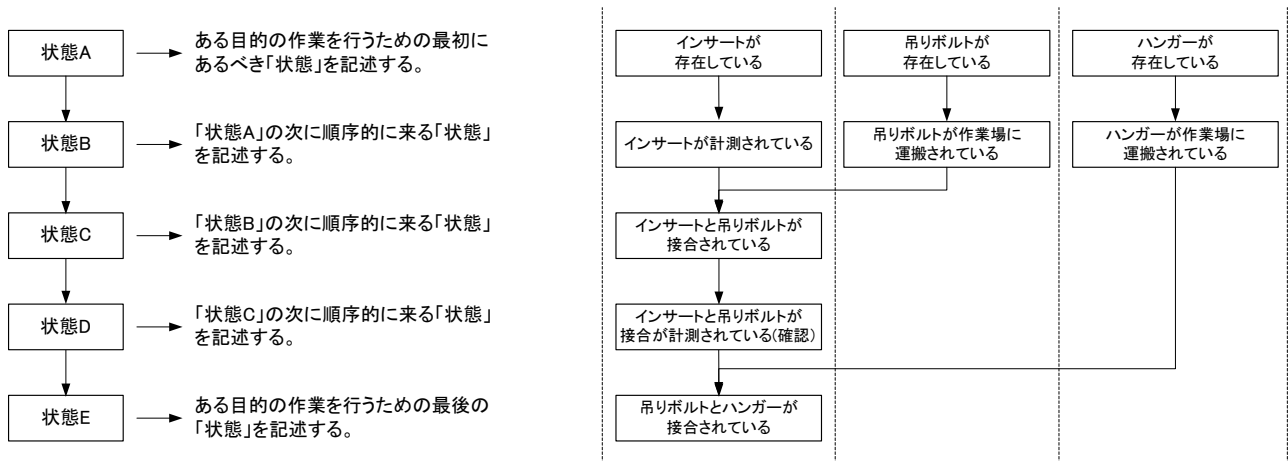 状態A
ある目的の作業を行うための最初に
あるべき「状態」を記述する。
状態B
「状態A」の次に順序的に来る「状態」
を記述する。
状態C
「状態B」の次に順序的に来る「状態」
を記述する。
状態D
「状態C」の次に順序的に来る「状態」
を記述する。
状態E
ある目的の作業を行うための最後の
「状態」を記述する。
インサートが
存在している
吊りボルトが
存在している
ハンガーが
存在している
インサートが計測されている
吊りボルトが作業場に
運搬されている
ハンガーが作業場に
運搬されている
インサートと吊りボルトが
接合されている
インサートと吊りボルトが
接合が計測されている(確認)
吊りボルトとハンガーが
接合されている